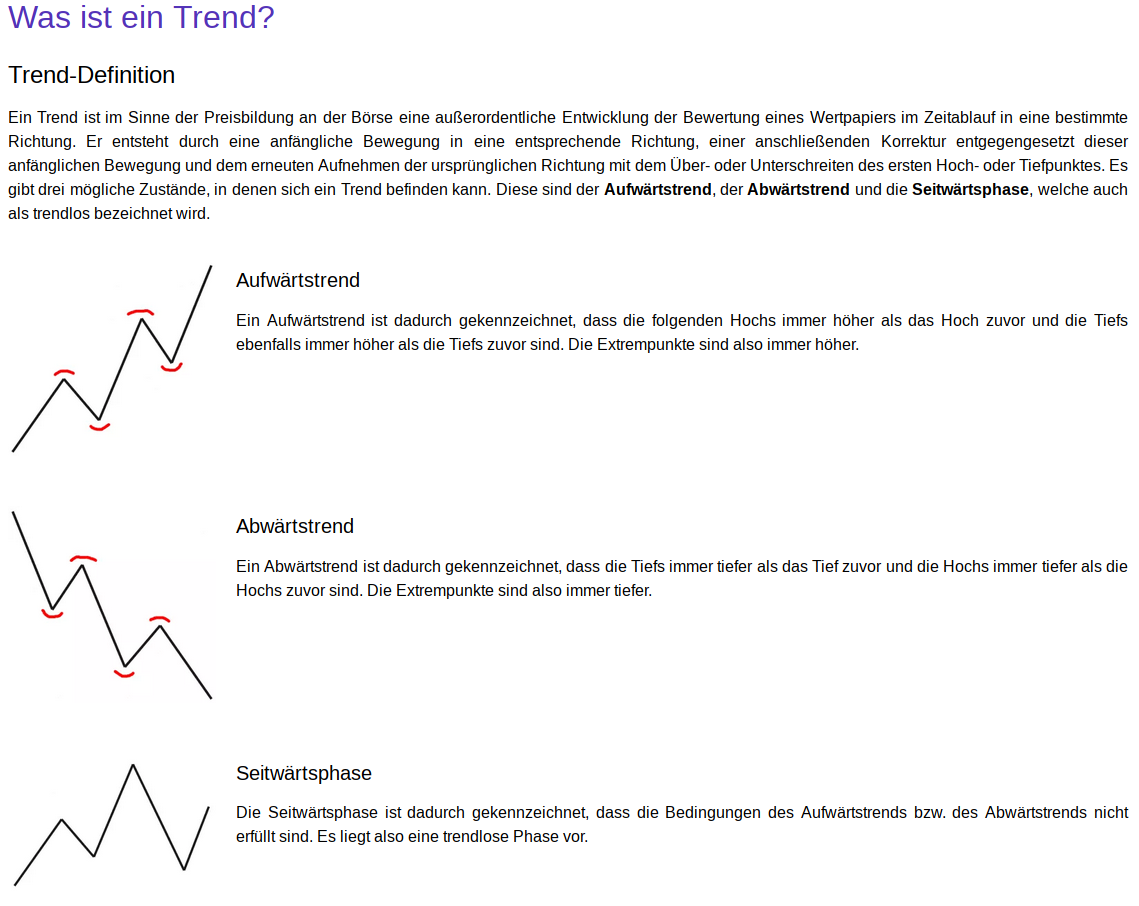 Was ist ein Trend?
Trend-Definition
Ein Trend ist im Sinne der Preisbildung an der Börse eine außerordentliche Entwicklung der Bewertung eines Wertpapiers im Zeitablauf in eine bestimmte
Richtung. Er entsteht durch eine anfängliche Bewegung in eine entsprechende Richtung, einer anschließenden Korrektur entgegengesetzt dieser
anfänglichen Bewegung und dem erneuten Aufnehmen der ursprünglichen Richtung mit dem Über- oder Unterschreiten des ersten Hoch- oder Tiefpunktes. Es
gibt drei mögliche Zustände, in denen sich ein Trend befinden kann. Diese sind der Aufwärtstrend, der Abwärtstrend und die Seitwärtsphase, welche auch
als trendlos bezeichnet wird.
Aufwärtstrend
Ein Aufwärtstrend ist dadurch gekennzeichnet, dass die folgenden Hochs immer höher als das Hoch zuvor und die Tiefs
ebenfalls immer höher als die Tiefs zuvor sind. Die Extrempunkte sind also immer höher.
Abwärtstrend
Ein Abwärtstrend ist dadurch gekennzeichnet, dass die Tiefs immer tiefer als das Tief zuvor und die Hochs immer tiefer als die
Hochs zuvor sind. Die Extrempunkte sind also immer tiefer.
Seitwärtsphase
Die Seitwärtsphase ist dadurch gekennzeichnet, dass die Bedingungen des Aufwärtstrends bzw. des Abwärtstrends nicht
erfüllt sind. Es liegt also eine trendlose Phase vor.